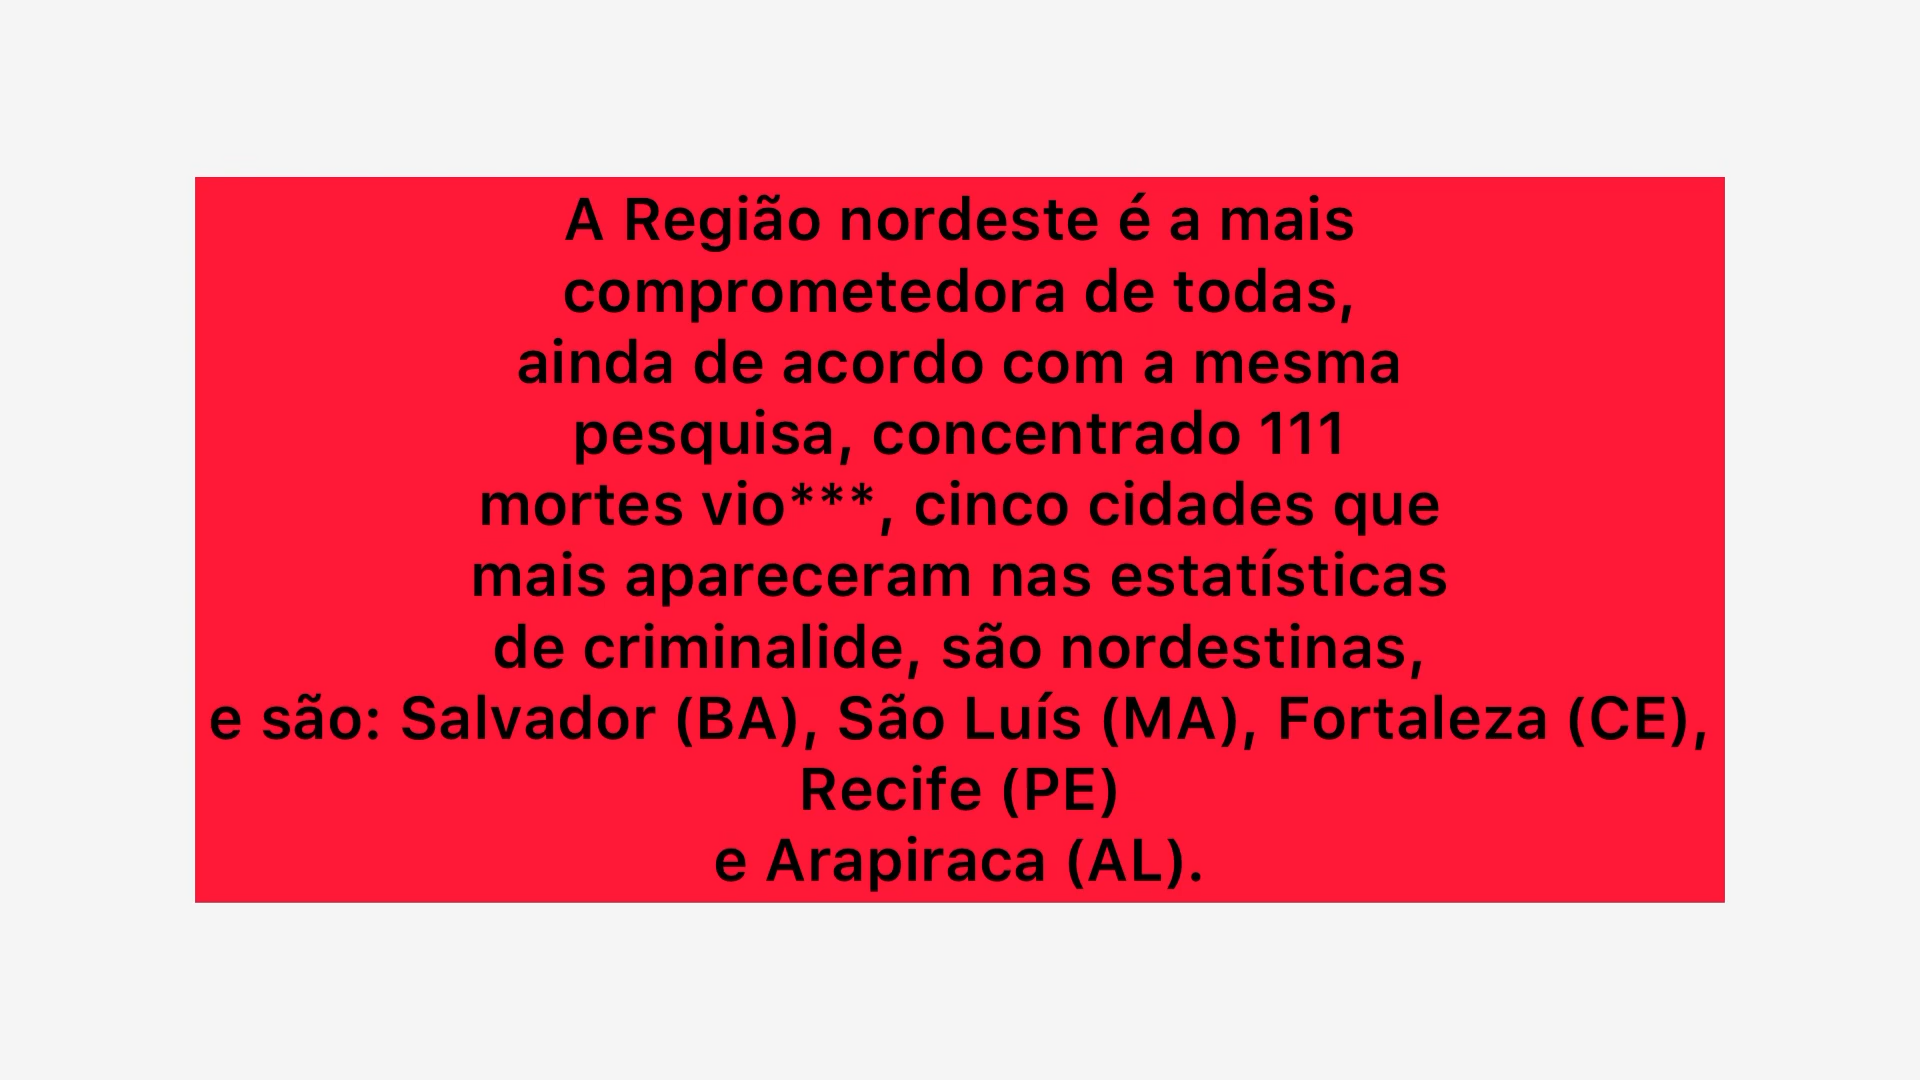 A Região nordeste é a mais
comprometedora de todas,
ainda de acordo com a mesma
pesquisa, concentrado 111
mortes vio***, cinco cidades que
mais apareceram nas estatísticas
de criminalide, são nordestinas,
e são: Salvador (BA), São Luís (MA), Fortaleza (CE),
Recife (PE)
e Arapiraca (AL).